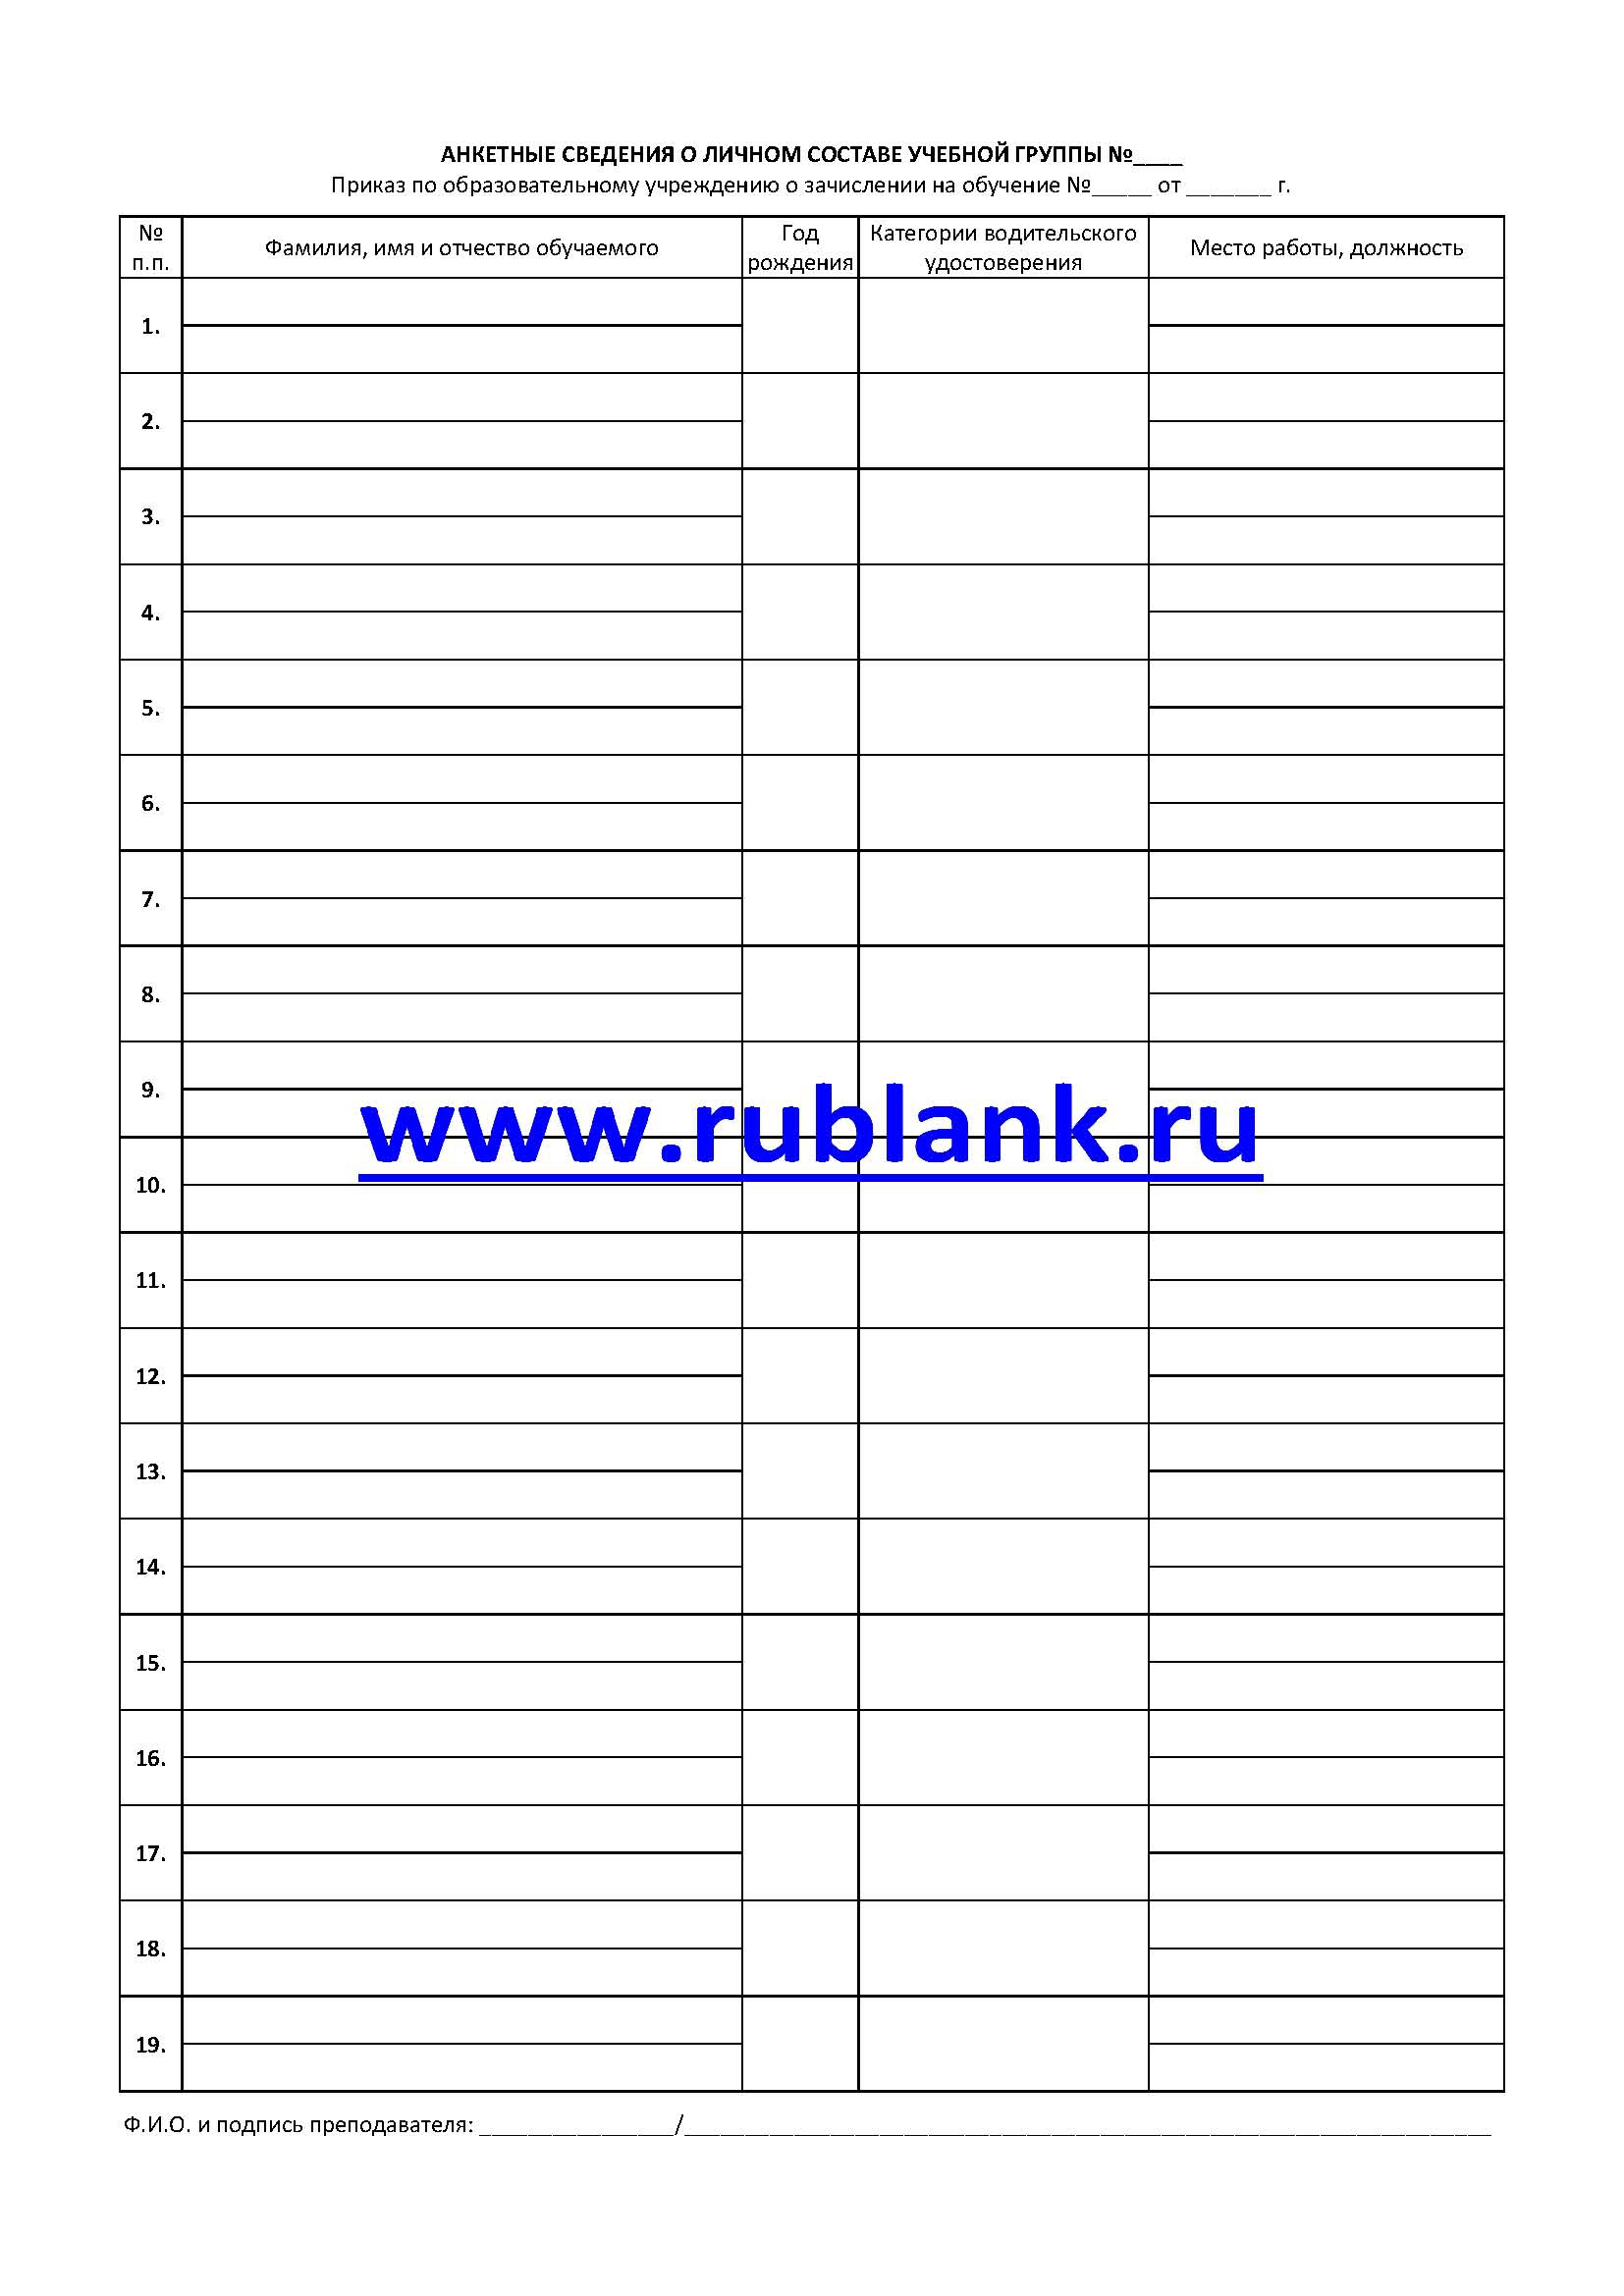 АНКЕТНЫЕ СВЕДЕНИЯ О ЛИЧНОМ СОСТАВЕ УЧЕБНОЙ ГРУППЫ №____
Приказ по образовательному учреждению о зачислении на обучение №_____ от _______ г.
№ п.п.
Фамилия, имя и отчество обучаемого
Год рождения
Категории водительского удостоверения
Место работы, должность
1.
2.
3.
4.
5.
6.
7.
8.
9.
www.rublank.ru
10.
11.
12.
13.
14.
15.
16.
17.
18.
19.
Ф.И.О. и подпись преподавателя: ________________/__________________________________________________________________